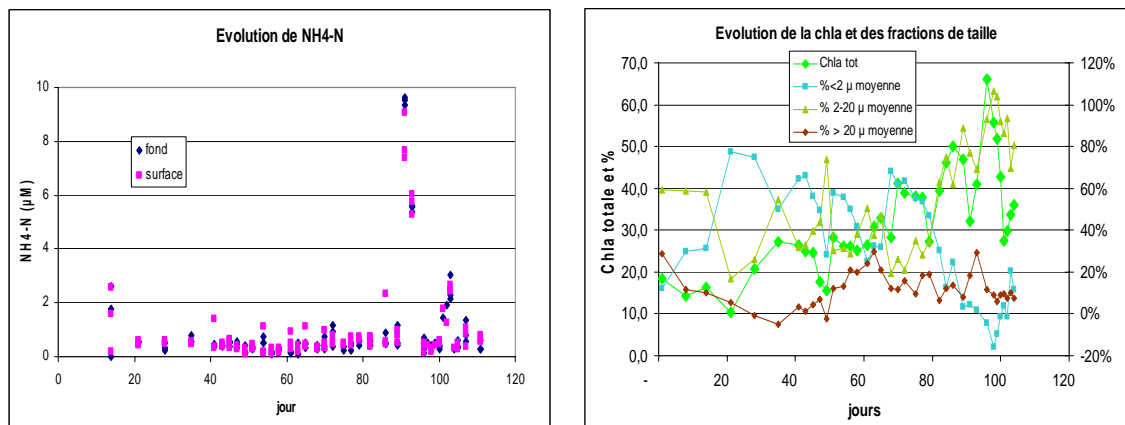 Evolution de NH4-N
10
8
6
4
2
0
NH4-N (µM)
fond
surface
0 20 40 60 80 100 120
jour
Evolution de la chla et des fractions de taille
Chla tot
%<2 µ moyenne
% 2-20 µ moyenne
% > 20 µ moyenne
70,0
60,0
50,0
40,0
30,0
20,0
10,0
0,0
Chla totale et %
120%
100%
80%
60%
40%
20%
0%
-20%
- 20 40 60 80 100 120
jours